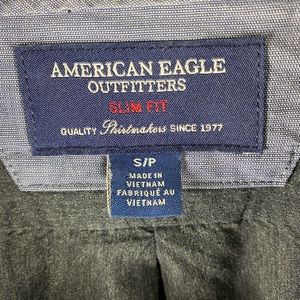 AMERICAN EAGLE
OUTFITTERS
SLIM FIT
QUALITY Shirtmakers SINCE 1977
S/P
MADE IN
VIETNAM
FABRIQUÉ AU
VIETNAM